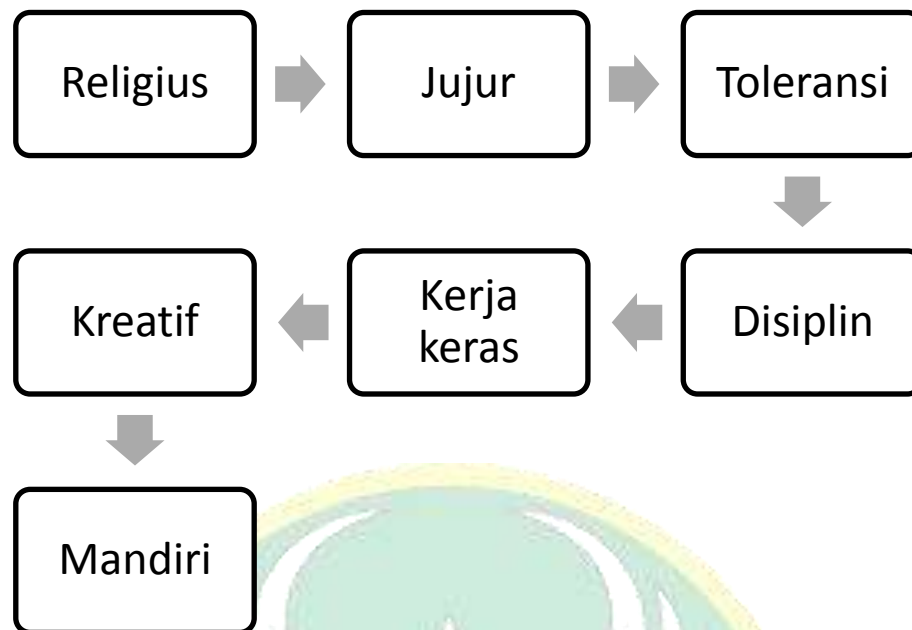 Religius
Jujur
Toleransi
Disiplin
Kerja
keras
Kreatif
Mandiri